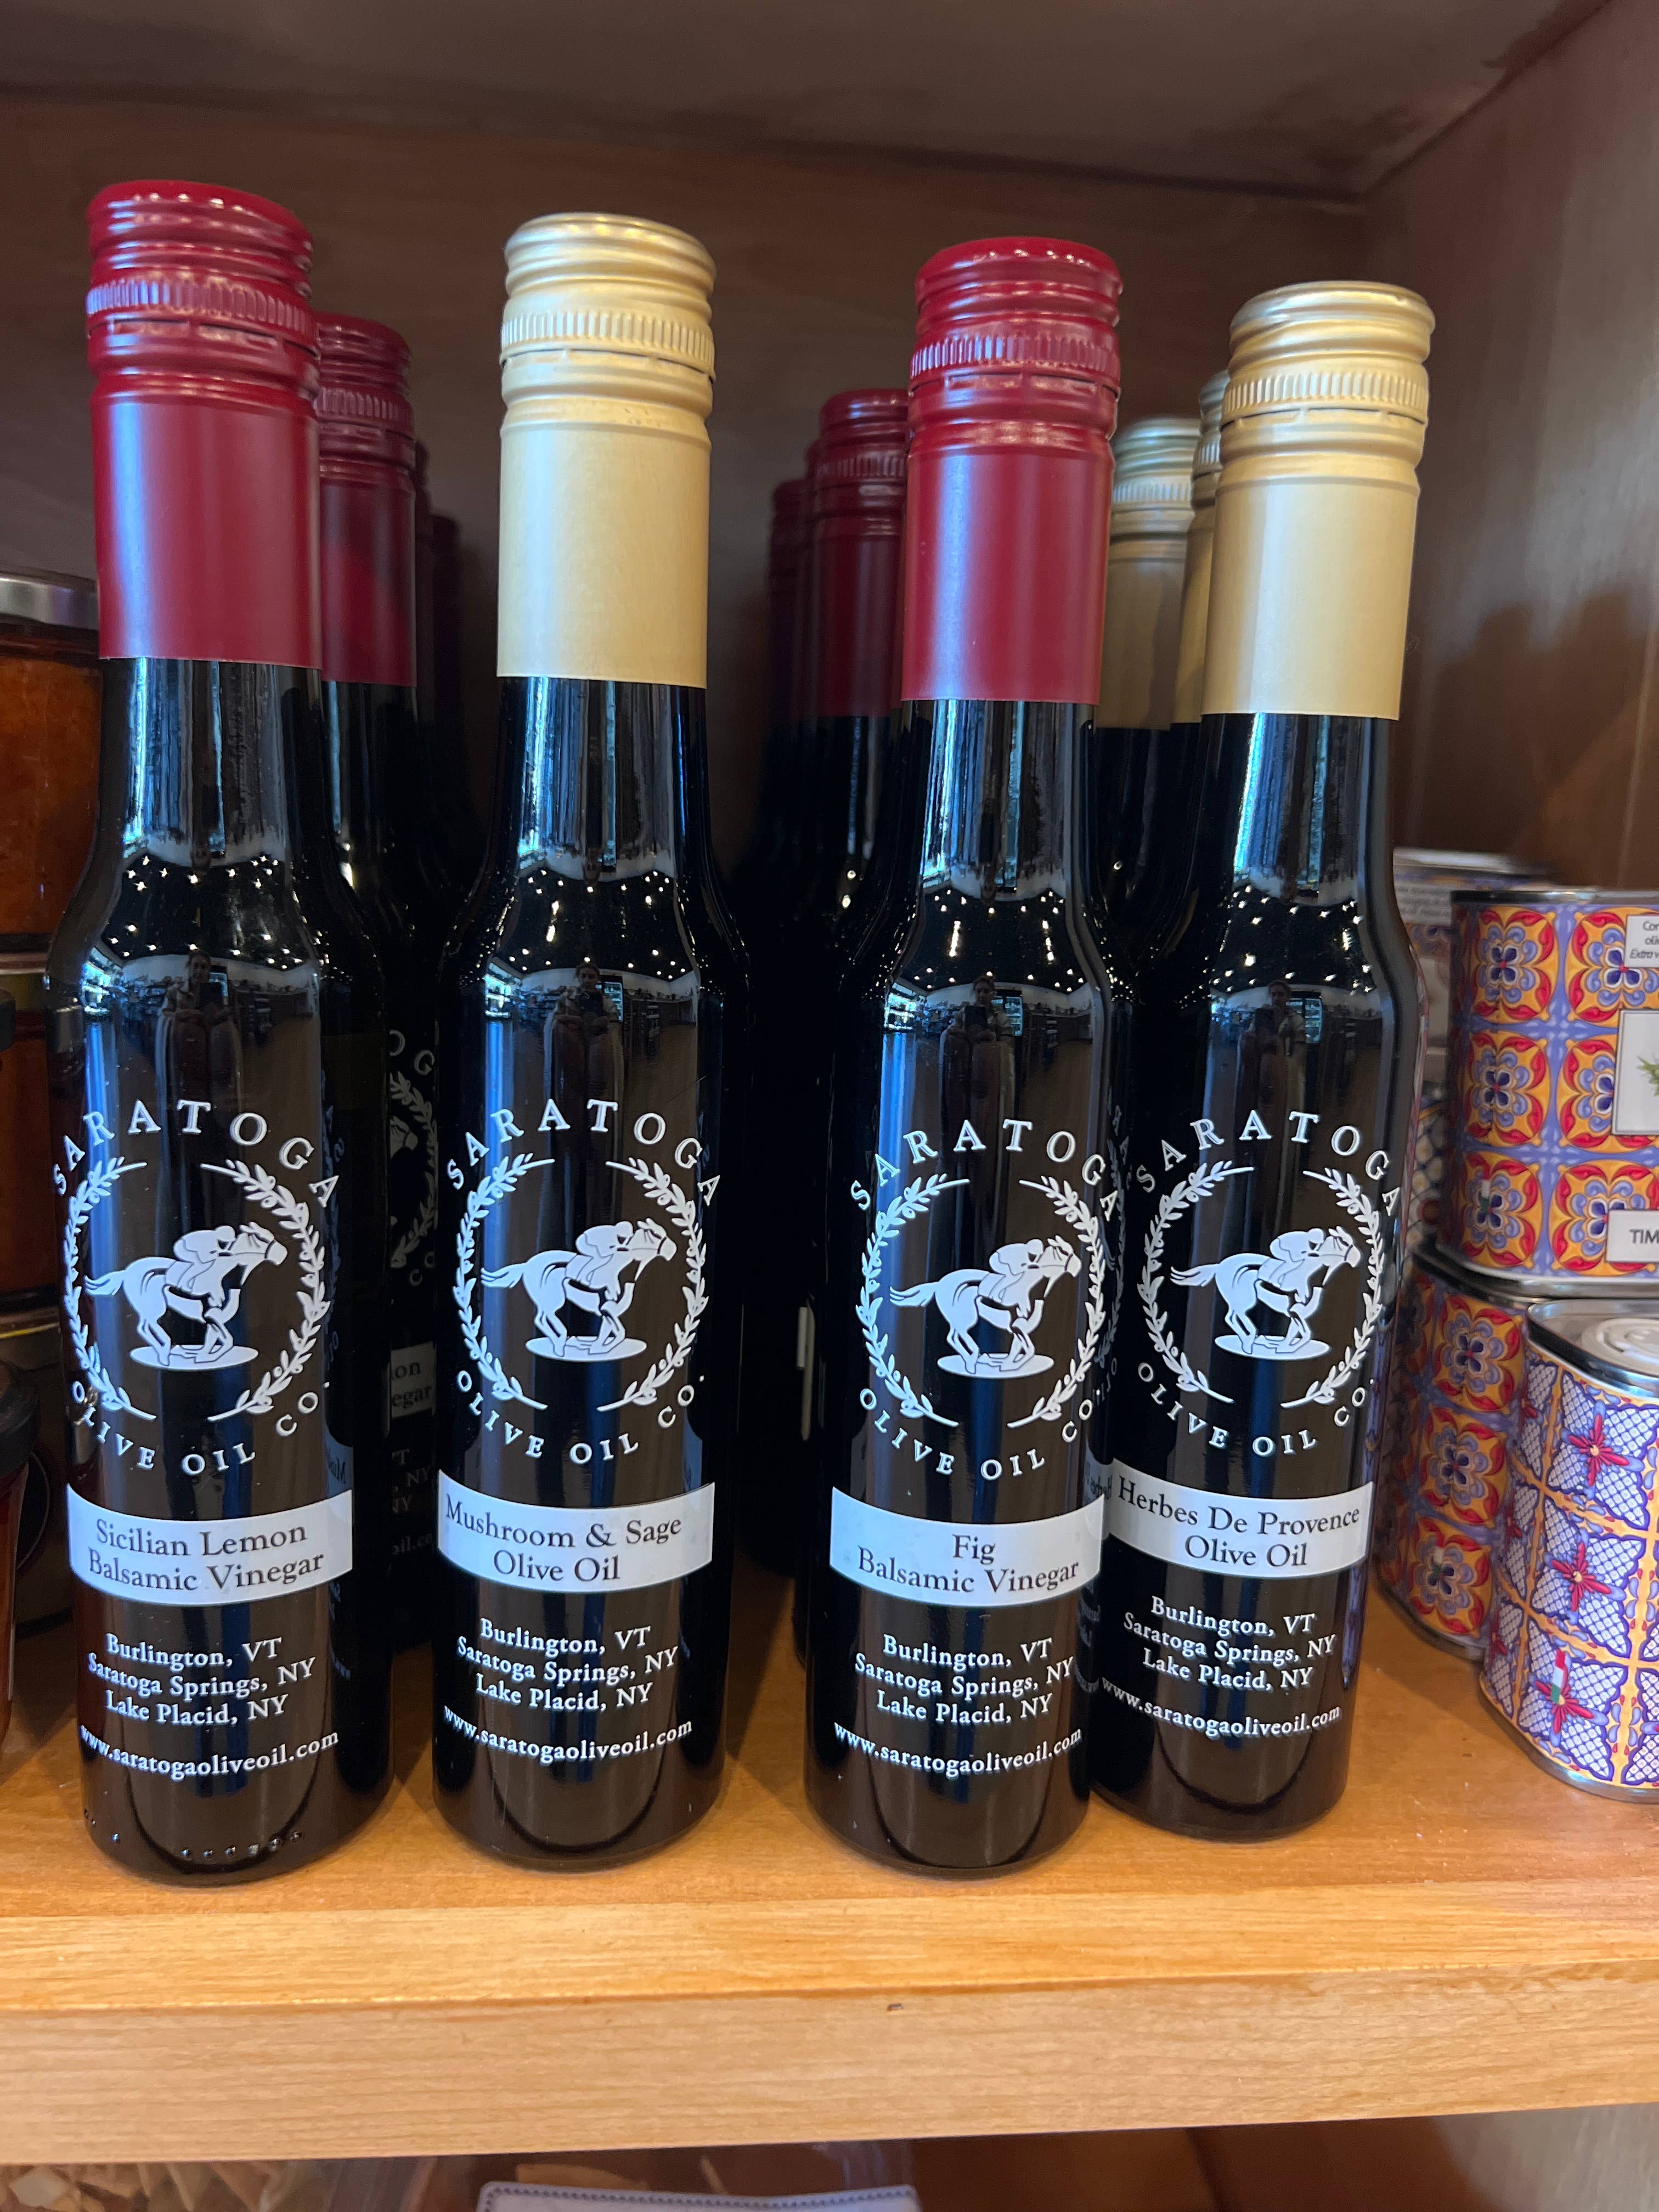 SARATOGA
OLIVE OIL CO.
Sicilian Lemon
Balsamic Vinegar
Burlington, VT
Saratoga Springs, NY
Lake Placid, NY
www.saratogaoliveoil.com
SARATOGA
OLIVE OIL CO.
Mushroom & Sage
Olive Oil
Burlington, VT
Saratoga Springs, NY
Lake Placid, NY
www.saratogaoliveoil.com
SARATOGA
OLIVE OIL CO.
Fig
Balsamic Vinegar
Burlington, VT
Saratoga Springs, NY
Lake Placid, NY
www.saratogaoliveoil.com
SARATOGA
OLIVE OIL CO.
Herbes De Provence
Olive Oil
Burlington, VT
Saratoga Springs, NY
Lake Placid, NY
www.saratogaoliveoil.com
Extra
TIM